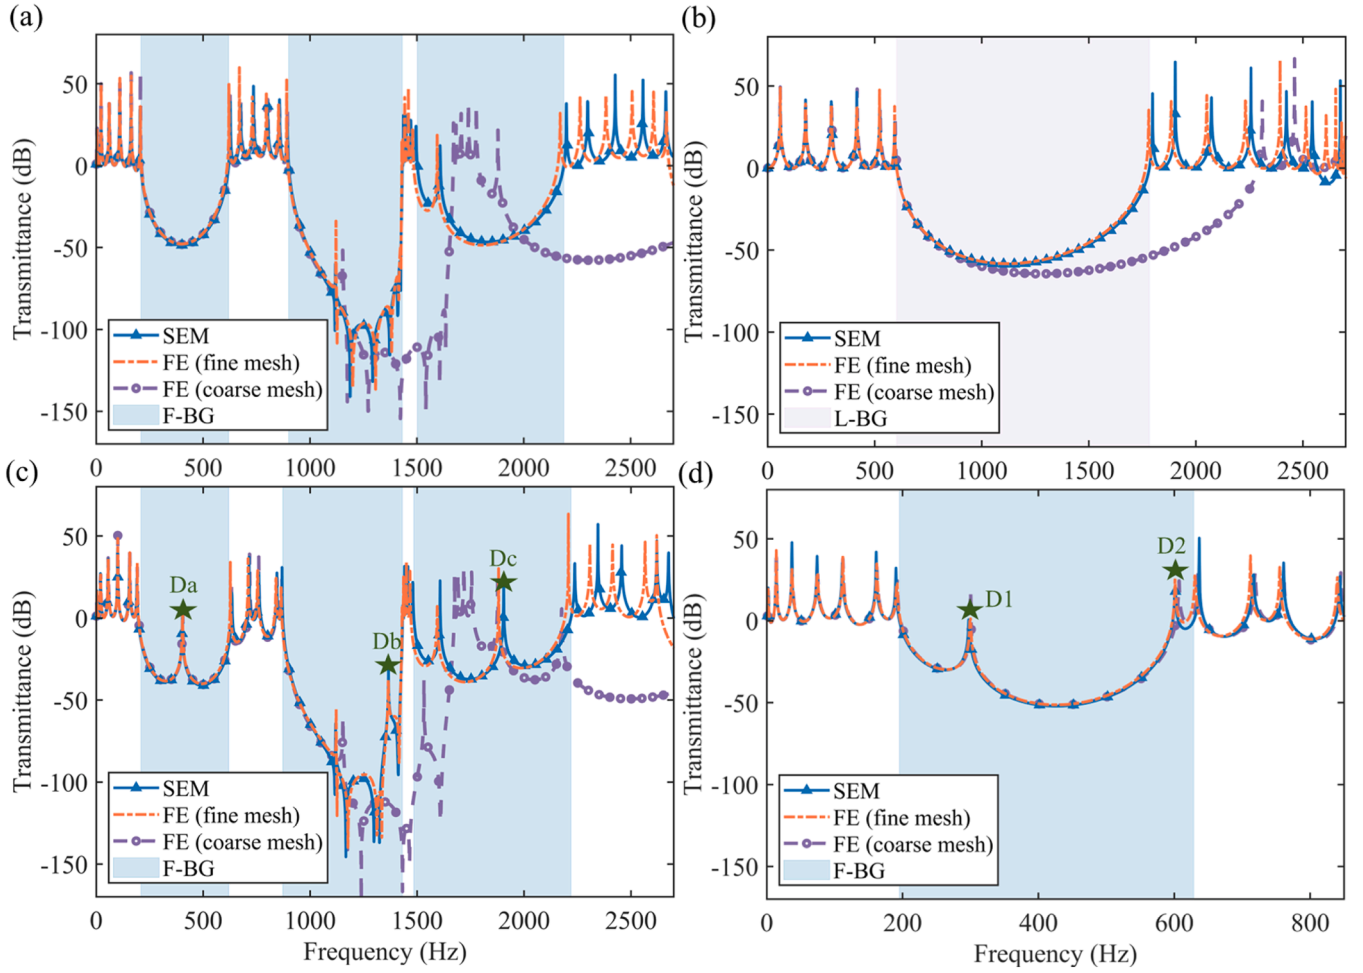 (a)
Transmittance (dB)
50
0
-50
-100
-150
SEM
FE (fine mesh)
FE (coarse mesh)
F-BG
0 500 1000 1500 2000 2500
(b)
Transmittance (dB)
50
0
-50
-100
-150
SEM
FE (fine mesh)
FE (coarse mesh)
L-BG
0 500 1000 1500 2000 2500
(c)
Transmittance (dB)
50
0
-50
-100
-150
Da
Db
Dc
SEM
FE (fine mesh)
FE (coarse mesh)
F-BG
0 500 1000 1500 2000 2500
Frequency (Hz)
(d)
Transmittance (dB)
50
0
-50
-100
-150
D1
D2
SEM
FE (fine mesh)
FE (coarse mesh)
F-BG
0 200 400 600 800
Frequency (Hz)